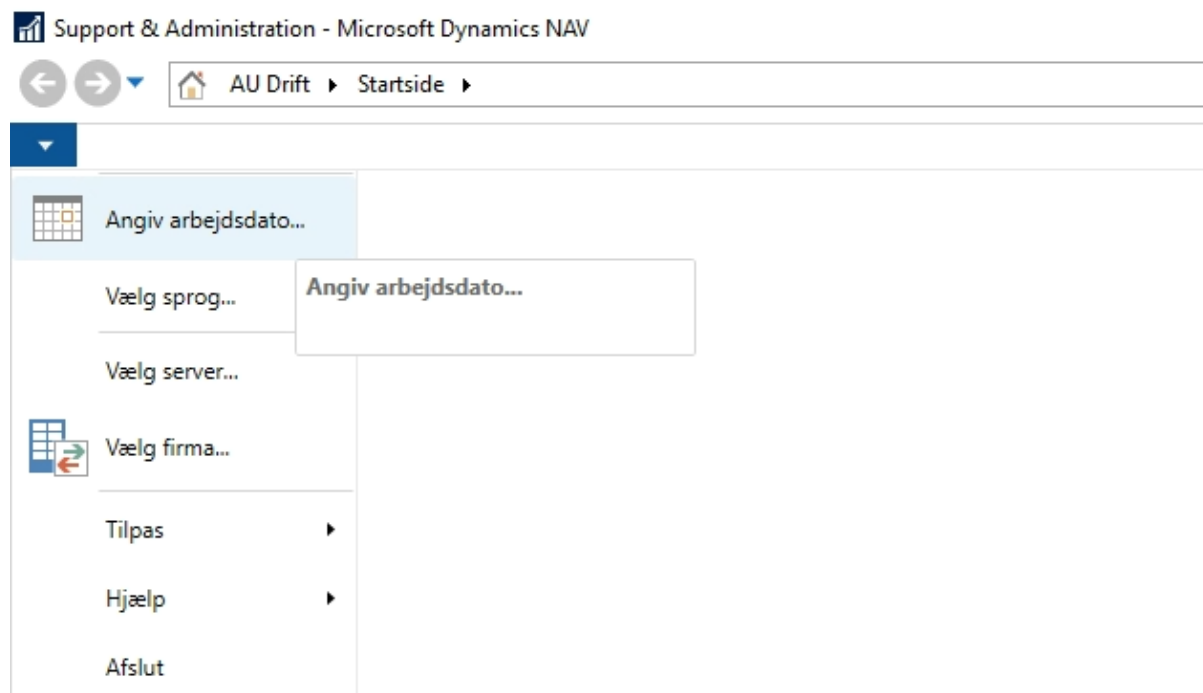 Support & Administration - Microsoft Dynamics NAV
AU Drift Startside
Angiv arbejdsdato...
Vælg sprog...
Angiv arbejdsdato...
Vælg server...
Vælg firma...
Tilpas
Hjælp
Afslut